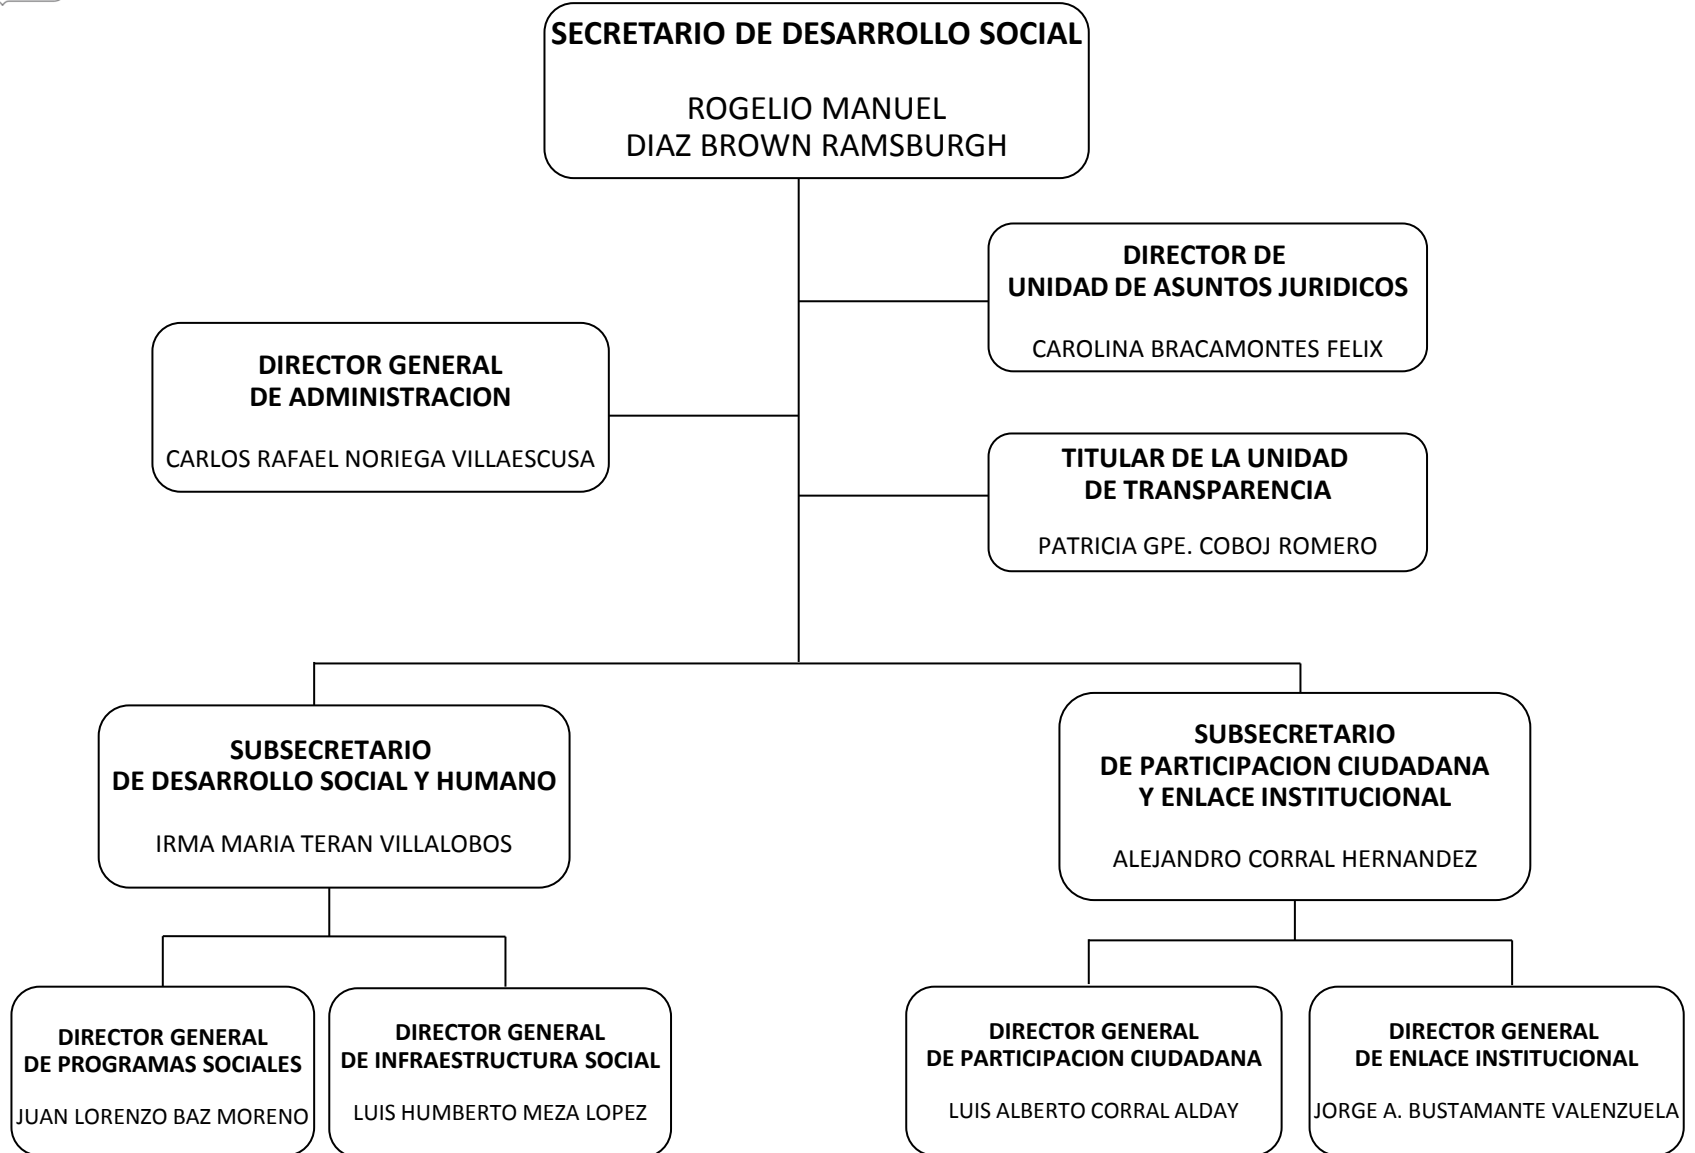 SECRETARIO DE DESARROLLO SOCIAL
ROGELIO MANUEL
DIAZ BROWN RAMSBURGH
DIRECTOR DE
UNIDAD DE ASUNTOS JURIDICOS
CAROLINA BRACAMONTES FELIX
DIRECTOR GENERAL
DE ADMINISTRACION
CARLOS RAFAEL NORIEGA VILLAESCUSA
TITULAR DE LA UNIDAD
DE TRANSPARENCIA
PATRICIA GPE. COBOJ ROMERO
SUBSECRETARIO
DE DESARROLLO SOCIAL Y HUMANO
IRMA MARIA TERAN VILLALOBOS
SUBSECRETARIO
DE PARTICIPACION CIUDADANA
Y ENLACE INSTITUCIONAL
ALEJANDRO CORRAL HERNANDEZ
DIRECTOR GENERAL
DE PROGRAMAS SOCIALES
JUAN LORENZO BAZ MORENO
DIRECTOR GENERAL
DE INFRAESTRUCTURA SOCIAL
LUIS HUMBERTO MEZA LOPEZ
DIRECTOR GENERAL
DE PARTICIPACION CIUDADANA
LUIS ALBERTO CORRAL ALDAY
DIRECTOR GENERAL
DE ENLACE INSTITUCIONAL
JORGE A. BUSTAMANTE VALENZUELA